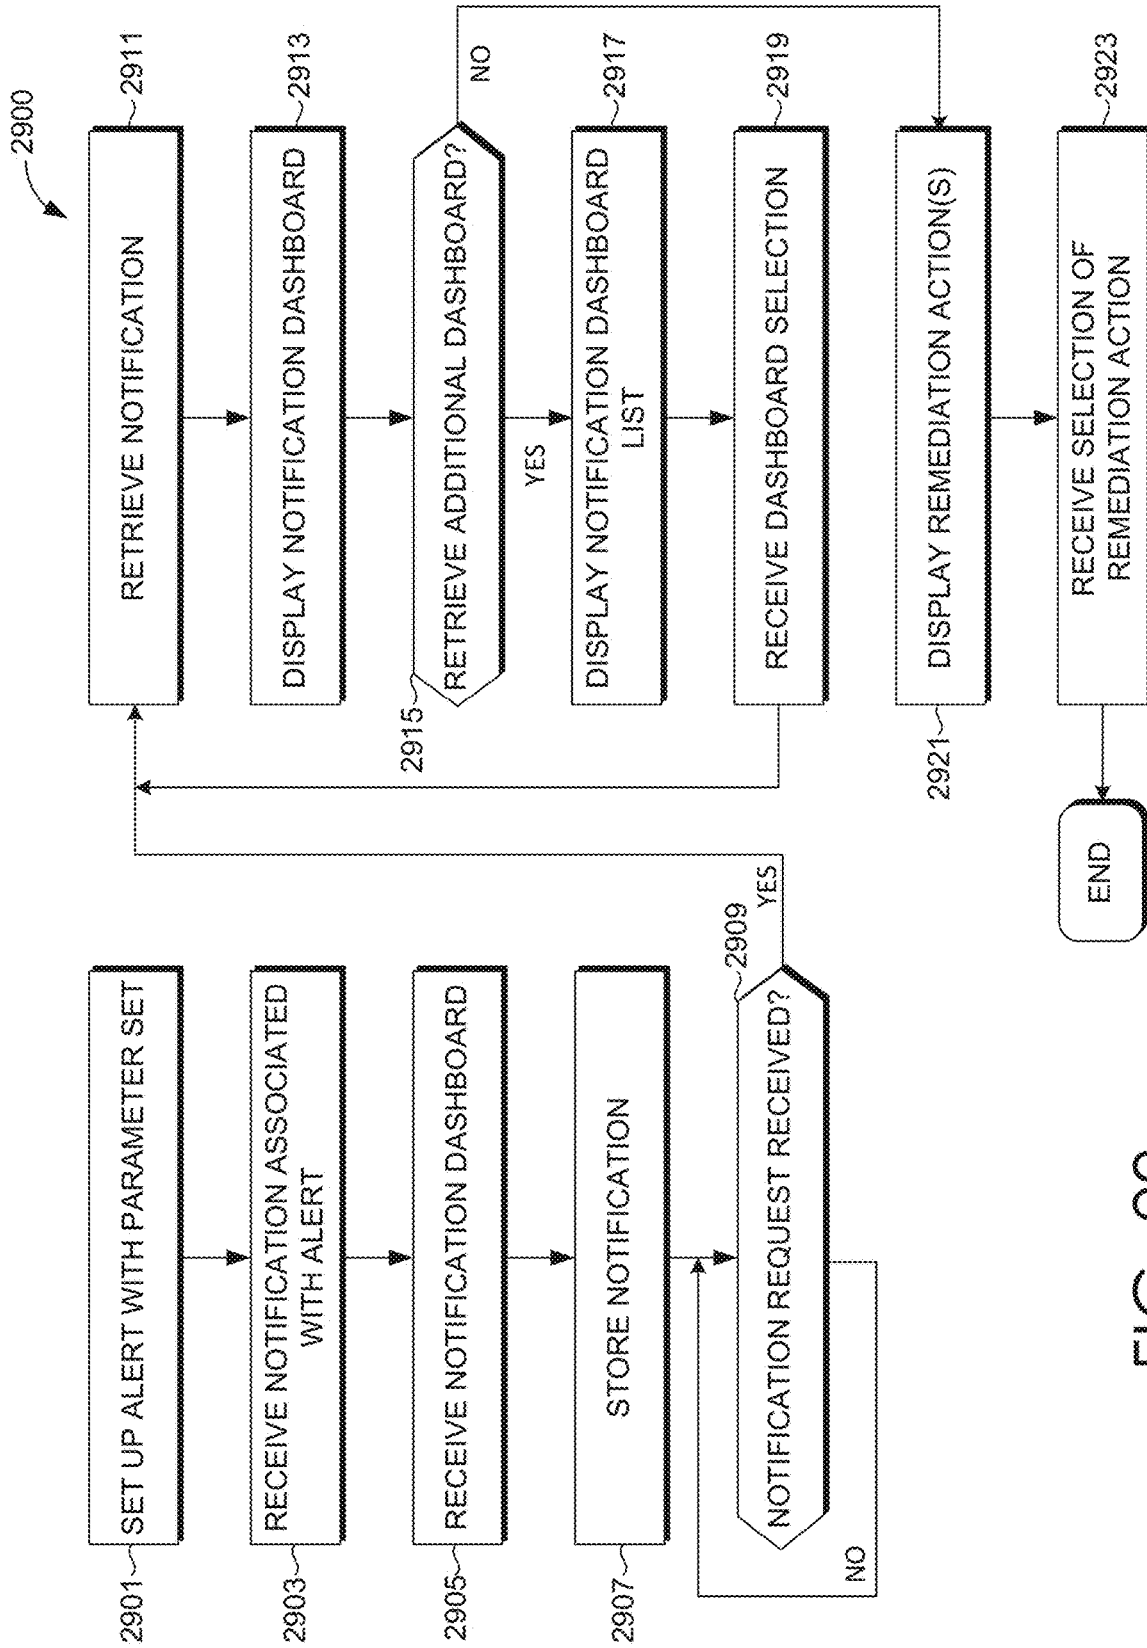 2900
2901
SET UP ALERT WITH PARAMETER SET
2903
RECEIVE NOTIFICATION ASSOCIATED
WITH ALERT
2905
RECEIVE NOTIFICATION DASHBOARD
2907
STORE NOTIFICATION
2909
NOTIFICATION REQUEST RECEIVED?
NO
YES
RETRIEVE NOTIFICATION
2911
DISPLAY NOTIFICATION DASHBOARD
2913
2915
RETRIEVE ADDITIONAL DASHBOARD?
NO
YES
DISPLAY NOTIFICATION DASHBOARD
LIST
2917
RECEIVE DASHBOARD SELECTION
2919
2921
DISPLAY REMEDIATION ACTION(S)
RECEIVE SELECTION OF
REMEDIATION ACTION
2923
END